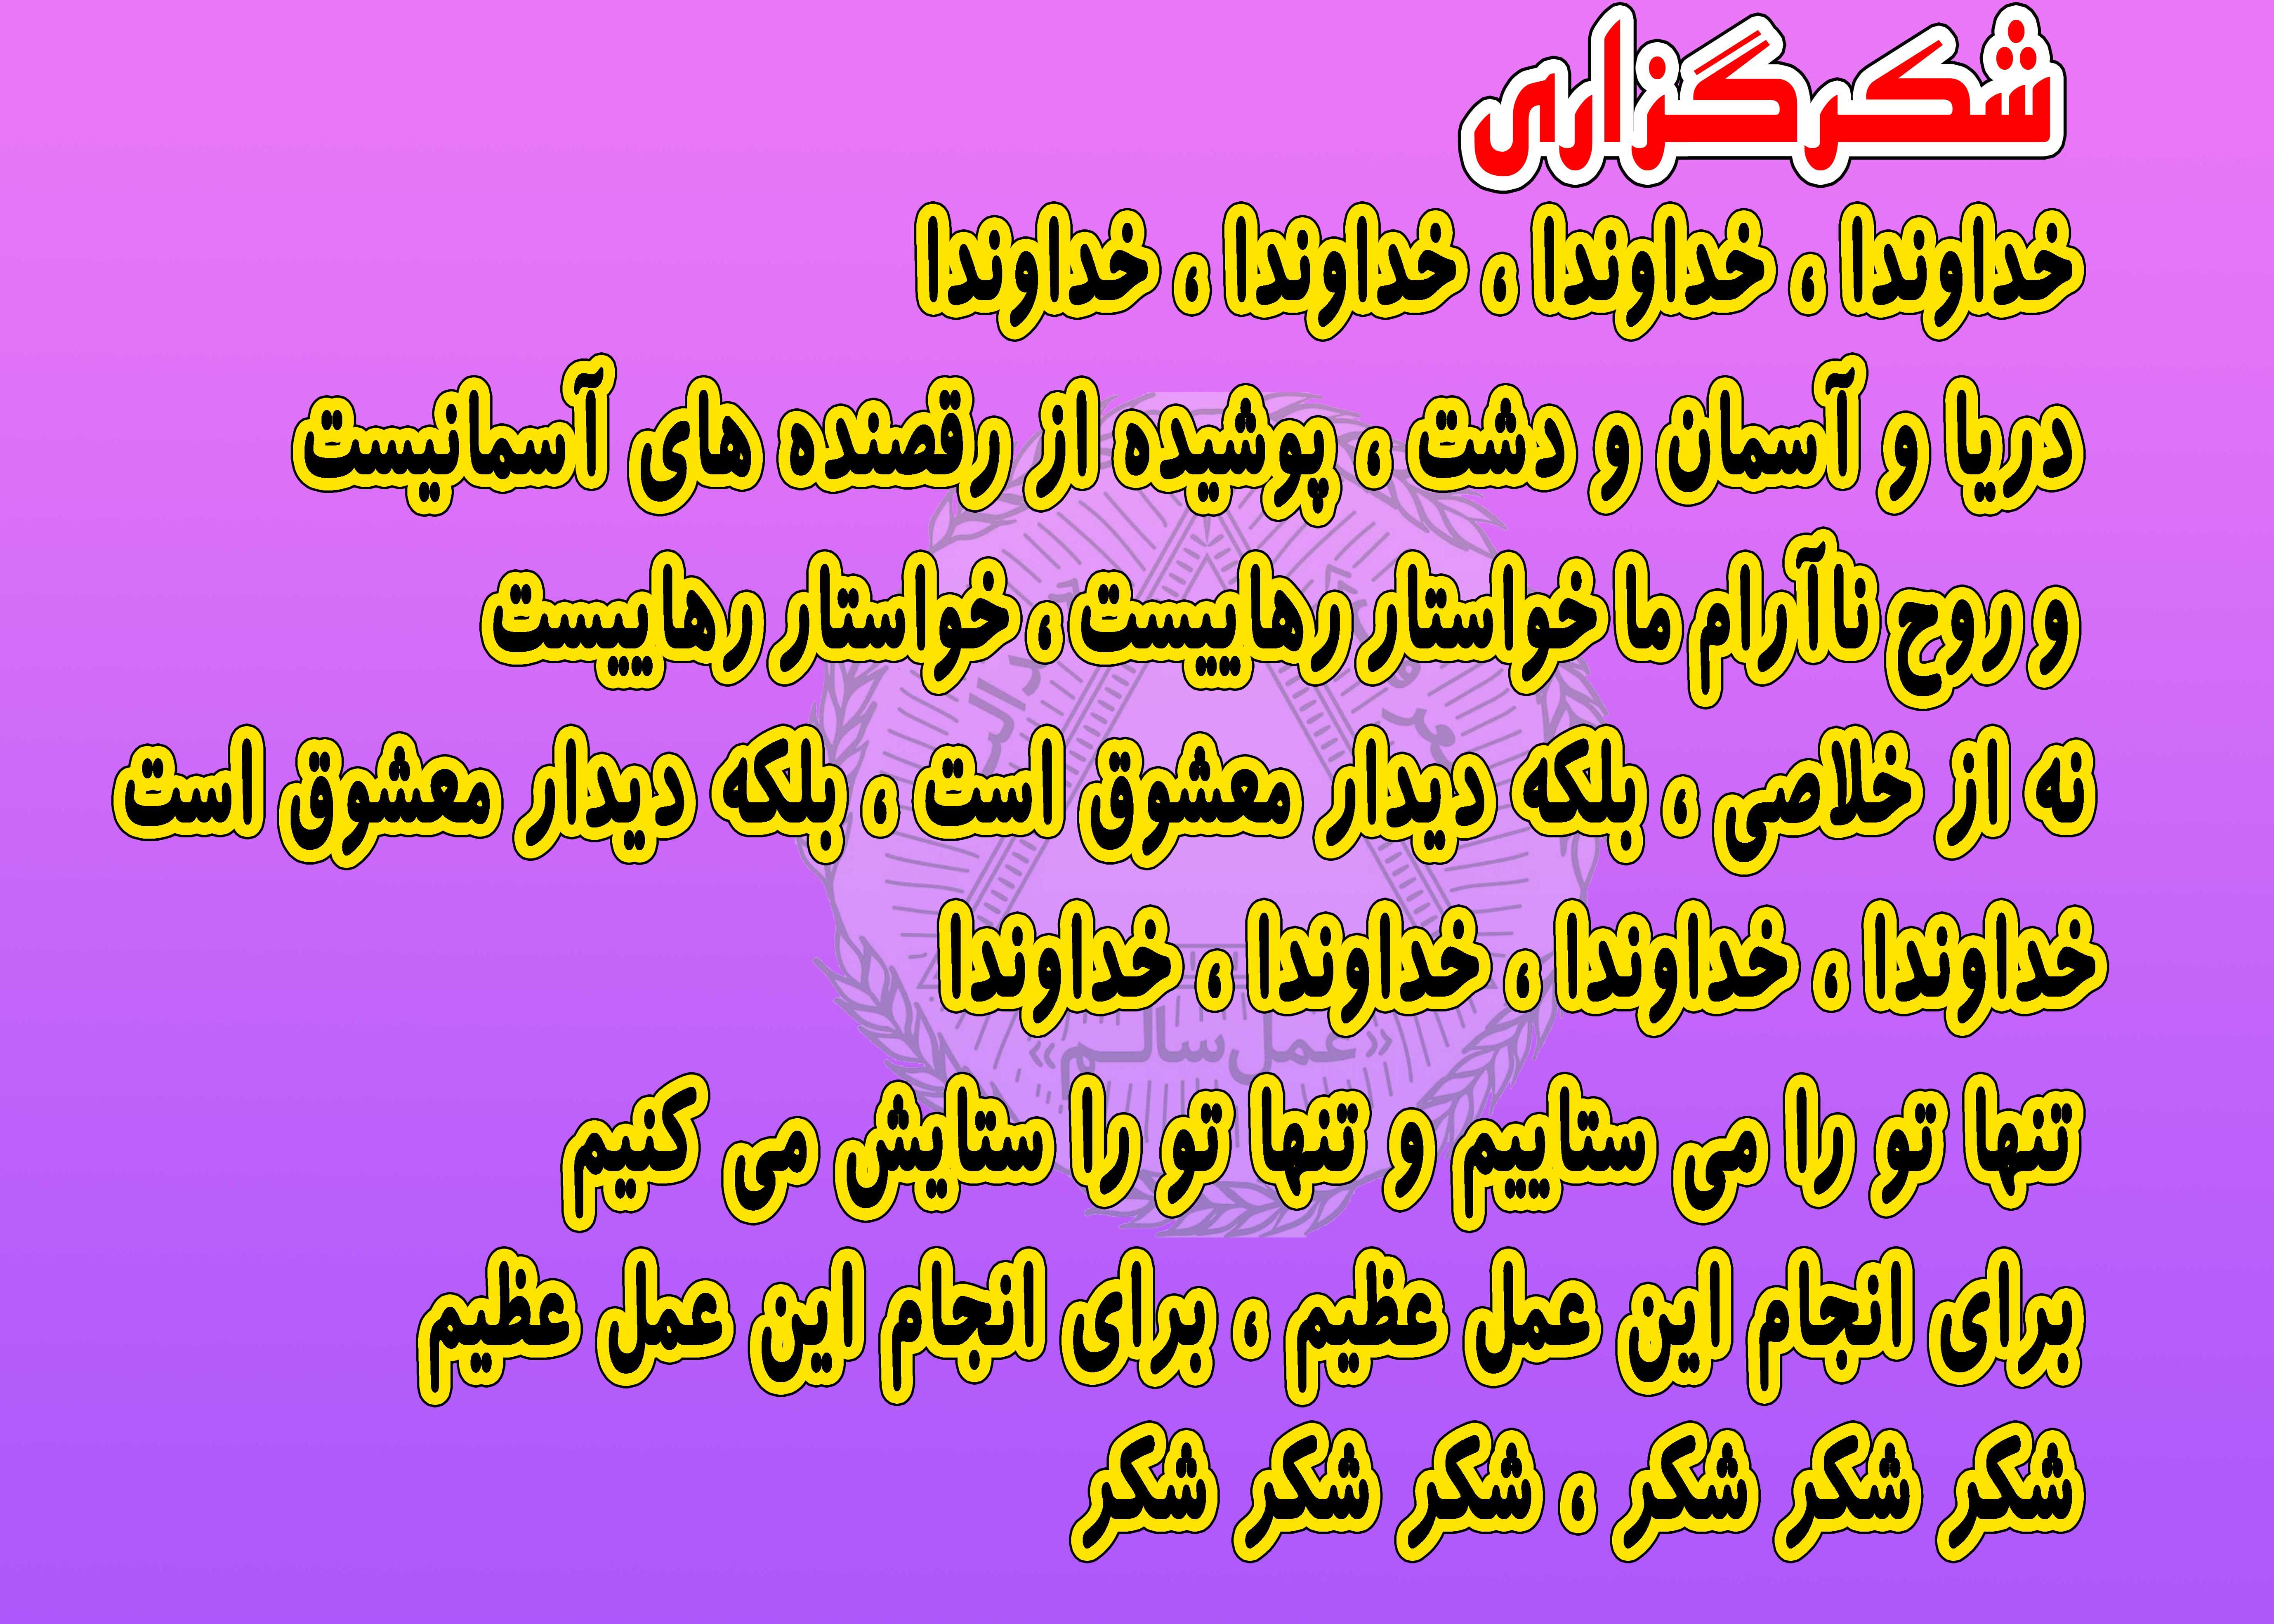 شکرگزاری
خداوندا ، خداوندا ، خداوندا ، خداوندا
دریا و آسمان و دشت ، پوشیده از رقصنده های آسمانیست
و روح ناآرام ما خواستار رهاییست ، خواستار رهاییست
نه از خلاصی ، بلکه دیدار معشوق است ، بلکه دیدار معشوق است
خداوندا ، خداوندا ، خداوندا ، خداوندا
«عمل سالم»
تنها تو را می ستاییم و تنها تو را ستایش می کنیم
برای انجام این عمل عظیم ، برای انجام این عمل عظیم
شکر شکر شکر ، شکر شکر شکر